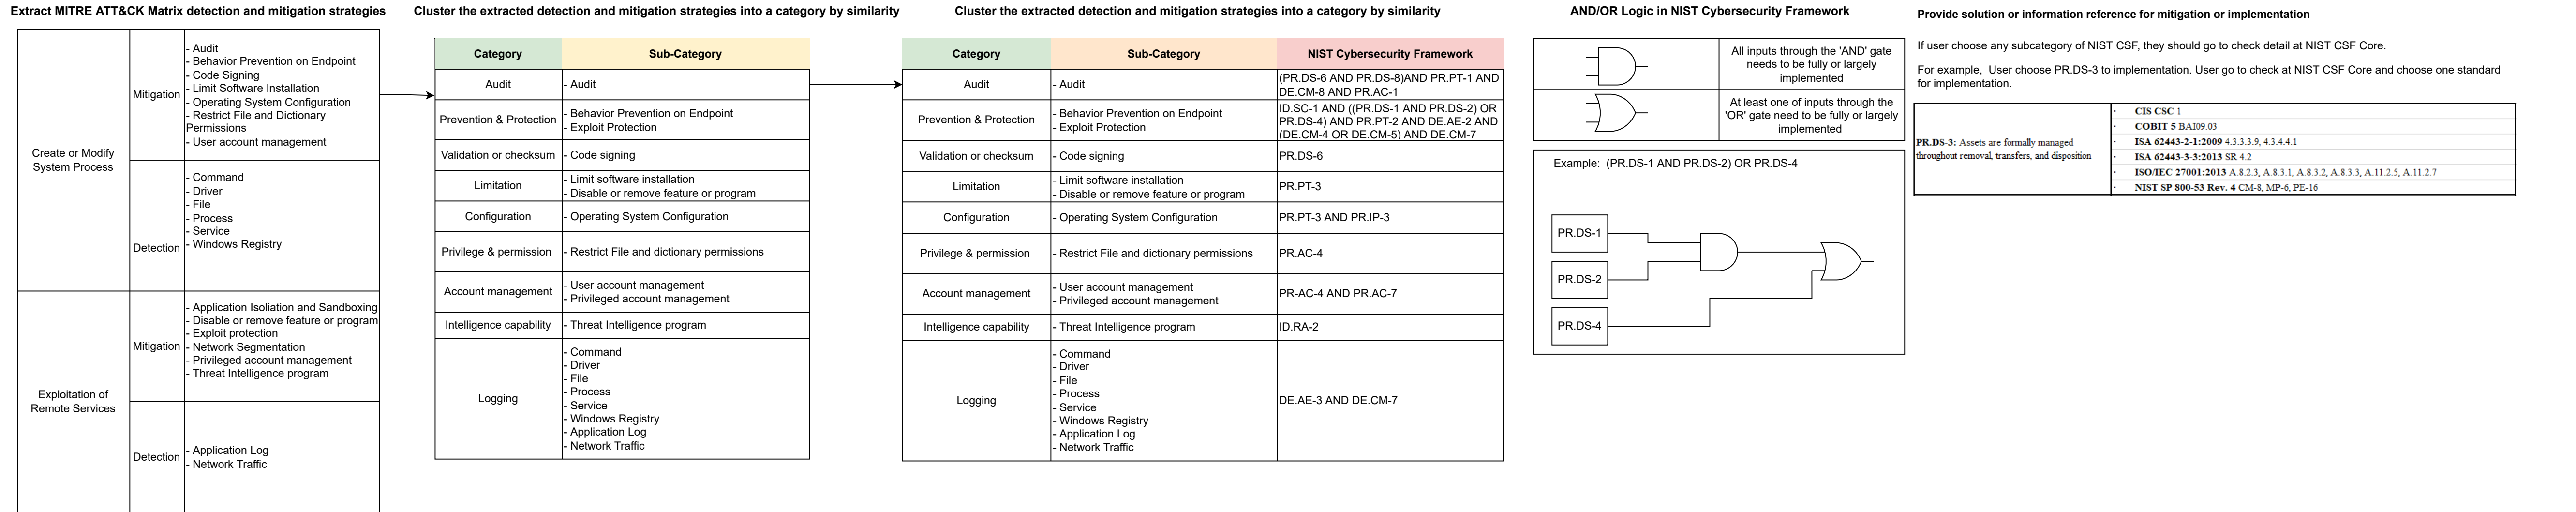 Extract MITRE ATT&CK Matrix detection and mitigation strategies
Create or Modify
System Process
Mitigation
- Audit
- Behavior Prevention on Endpoint
- Code Signing
- Limit Software Installation
- Operating System Configuration
- Restrict File and Dictionary
Permissions
- User account management
Detection
- Command
- Driver
- File
- Process
- Service
- Windows Registry
Exploitation of
Remote Services
Mitigation
- Application Isoliation and Sandboxing
- Disable or remove feature or program
- Exploit protection
- Network Segmentation
- Privileged account management
- Threat Intelligence program
Detection
- Application Log
- Network Traffic
Cluster the extracted detection and mitigation strategies into a category by similarity
Category
Sub-Category
Audit
- Audit
Prevention & Protection
- Behavior Prevention on Endpoint
- Exploit Protection
Validation or checksum
- Code signing
Limitation
- Limit software installation
- Disable or remove feature or program
Configuration
- Operating System Configuration
Privilege & permission
- Restrict File and dictionary permissions
Account management
- User account management
- Privileged account management
Intelligence capability
- Threat Intelligence program
Logging
- Command
- Driver
- File
- Process
- Service
- Windows Registry
- Application Log
- Network Traffic
Cluster the extracted detection and mitigation strategies into a category by similarity
Category
Sub-Category
NIST Cybersecurity Framework
Audit
- Audit
(PR.DS-6 AND PR.DS-8)AND PR.PT-1 AND
DE.CM-8 AND PR.AC-1
Prevention & Protection
- Behavior Prevention on Endpoint
- Exploit Protection
ID.SC-1 AND ((PR.DS-1 AND PR.DS-2) OR
PR.DS-4) AND PR.PT-2 AND DE.AE-2 AND
(DE.CM-4 OR DE.CM-5) AND DE.CM-7
Validation or checksum
- Code signing
PR.DS-6
Limitation
- Limit software installation
- Disable or remove feature or program
PR.PT-3
Configuration
- Operating System Configuration
PR.PT-3 AND PR.IP-3
Privilege & permission
- Restrict File and dictionary permissions
PR.AC-4
Account management
- User account management
- Privileged account management
PR-AC-4 AND PR.AC-7
Intelligence capability
- Threat Intelligence program
ID.RA-2
Logging
- Command
- Driver
- File
- Process
- Service
- Windows Registry
- Application Log
- Network Traffic
DE.AE-3 AND DE.CM-7
AND/OR Logic in NIST Cybersecurity Framework
All inputs through the 'AND' gate
needs to be fully or largely
implemented
At least one of inputs through the
'OR' gate need to be fully or largely
implemented
Example: (PR.DS-1 AND PR.DS-2) OR PR.DS-4
PR.DS-1
PR.DS-2
PR.DS-4
Provide solution or information reference for mitigation or implementation
If user choose any subcategory of NIST CSF, they should go to check detail at NIST CSF Core.
For example, User choose PR.DS-3 to implementation. User go to check at NIST CSF Core and choose one standard
for implementation.
PR.DS-3: Assets are formally managed
throughout removal, transfers, and disposition
· CIS CSC 1
· COBIT 5 BAI09.03
· ISA 62443-2-1:2009 4.3.3.3.9, 4.3.4.4.1
· ISA 62443-3-3:2013 SR 4.2
· ISO/IEC 27001:2013 A.8.2.3, A.8.3.1, A.8.3.2, A.8.3.3, A.11.2.5, A.11.2.7
· NIST SP 800-53 Rev. 4 CM-8, MP-6, PE-16